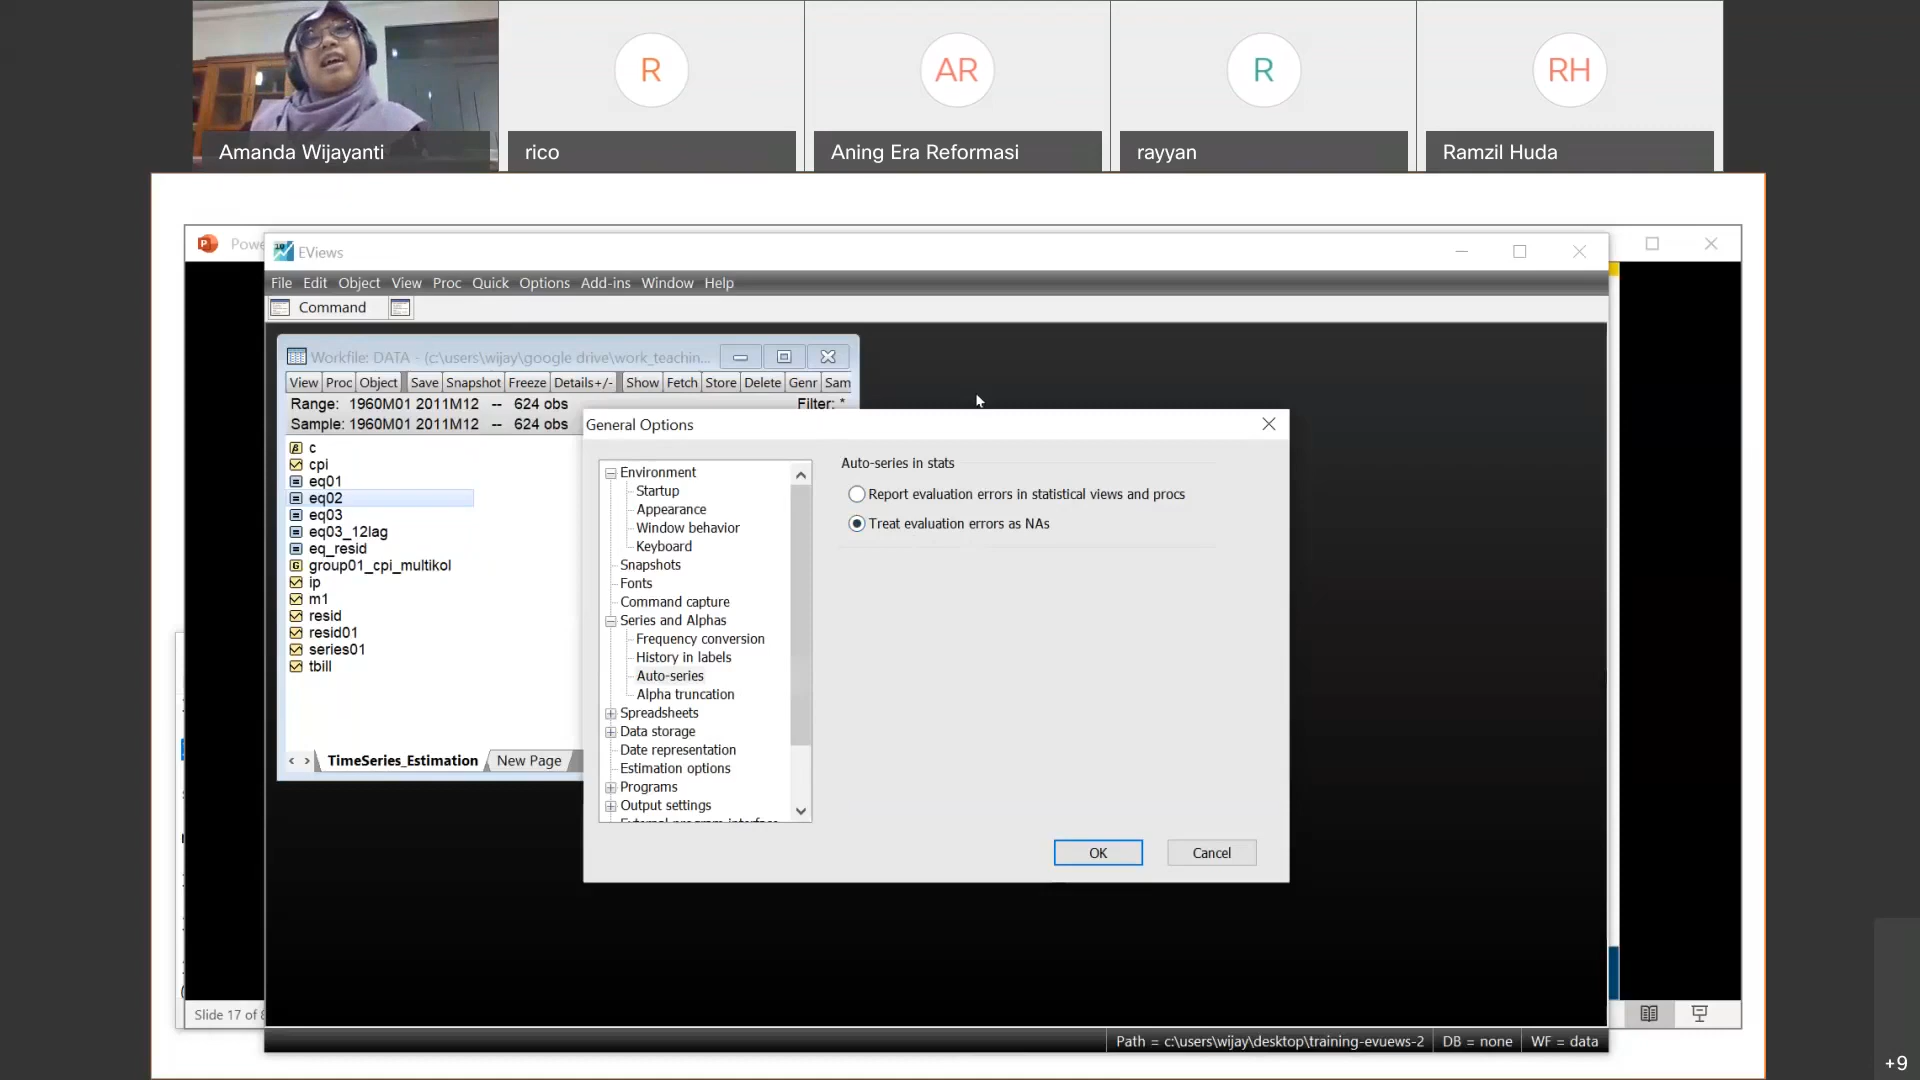 R
AR
R
RH
Amanda Wijayanti
rico
Aning Era Reformasi
rayyan
Ramzil Huda
P
Powe
EViews
File Edit Object View Proc Quick Options Add-ins Window Help
Command
Workfile: DATA - (c:\users\wijay\google drive\work_teachin...
View Proc Object Save Snapshot Freeze Details+/- Show Fetch Store Delete Genr Sam
Range: 1960M01 2011M12 -- 624 obs
Filter: *
Sample: 1960M01 2011M12 -- 624 obs
c
cpi
eq01
eq02
eq03
eq03_12lag
eq_resid
group01_cpi_multikol
ip
m1
resid
resid01
series01
tbill
TimeSeries_Estimation
New Page
General Options
Environment
Startup
Appearance
Window behavior
Keyboard
Snapshots
Fonts
Command capture
Series and Alphas
Frequency conversion
History in labels
Auto-series
Alpha truncation
Spreadsheets
Data storage
Date representation
Estimation options
Programs
Output settings
External program interface
Auto-series in stats
Report evaluation errors in statistical views and procs
Treat evaluation errors as NAs
OK
Cancel
Slide 17 of
Path = c:\users\wijay\desktop\training-evuews-2
DB = none
WF = data
+9